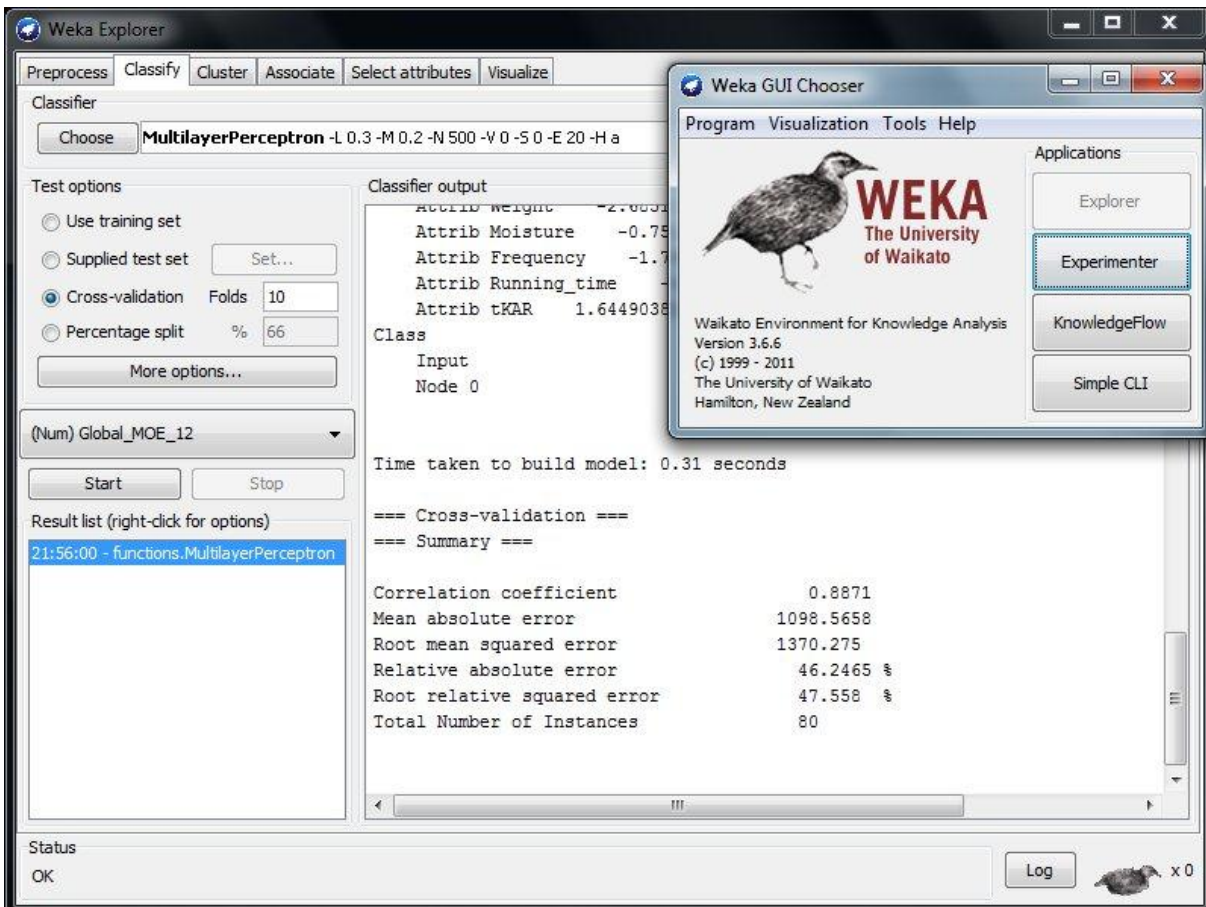 Weka Explorer
Preprocess Classify Cluster Associate Select attributes Visualize
Classifier
Choose MultilayerPerceptron -L 0.3 -M 0.2 -N 500 -V 0 -S 0 -E 20 -H a
Test options
Use training set
Supplied test set Set...
Cross-validation Folds 10
Percentage split % 66
More options...
(Num) Global_MOE_12
Start Stop
Result list (right-click for options)
21:56:00 - functions.MultilayerPerceptron
Classifier output
Attrib Weight
Attrib Moisture -0.75
Attrib Frequency -1.
Attrib Running_time -
Attrib tKAR 1.6449038
Class
Input
Node 0
Time taken to build model: 0.31 seconds
=== Cross-validation ===
=== Summary ===
Correlation coefficient 0.8871
Mean absolute error 1098.5658
Root mean squared error 1370.275
Relative absolute error 46.2465 %
Root relative squared error 47.558 %
Total Number of Instances 80
Status
OK
Log x 0
Weka GUI Chooser
Program Visualization Tools Help
WEKA
The University
of Waikato
Waikato Environment for Knowledge Analysis
Version 3.6.6
(c) 1999 - 2011
The University of Waikato
Hamilton, New Zealand
Applications
Explorer
Experimenter
KnowledgeFlow
Simple CLI